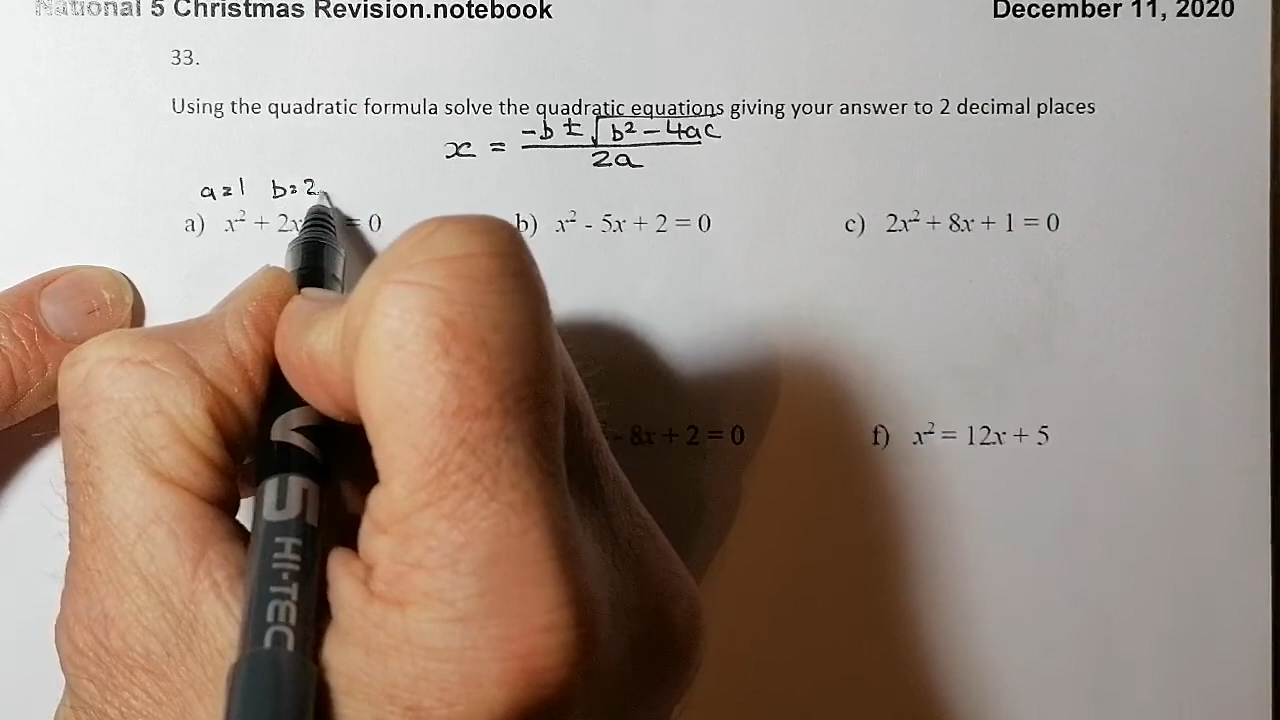 National 5 Christmas Revision.notebook December 11, 2020
33.
Using the quadratic formula solve the quadratic equations giving your answer to 2 decimal places
x = -b ± √b² - 4ac / 2a
a = 1 b = 2
a) x² + 2x = 0 b) x² - 5x + 2 = 0 c) 2x² + 8x + 1 = 0
- 8x + 2 = 0 f) x² = 12x + 5
V5
HI-TEC